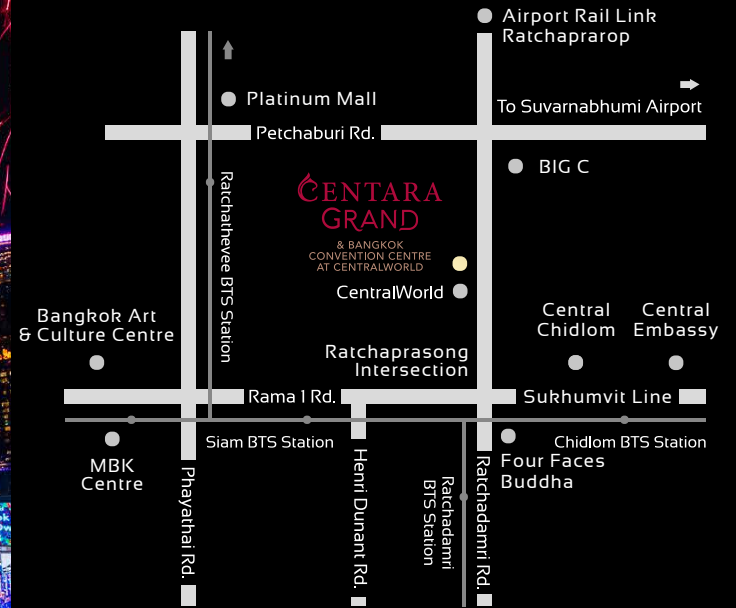 Airport Rail Link
Ratchaprarop
Platinum Mall
To Suvarnabhumi Airport
Petchaburi Rd.
BIG C
Ratchathevee BTS Station
CENTARA
GRAND
& BANGKOK
CONVENTION CENTRE
AT CENTRALWORLD
CentralWorld
Bangkok Art
& Culture Centre
Central
Chidlom
Central
Embassy
Ratchaprasong
Intersection
Rama 1 Rd.
Sukhumvit Line
Siam BTS Station
Chidlom BTS Station
MBK
Centre
Four Faces
Buddha
Phayathai Rd.
Henri Dunant Rd.
Ratchadamri
BTS Station
Ratchadamri Rd.